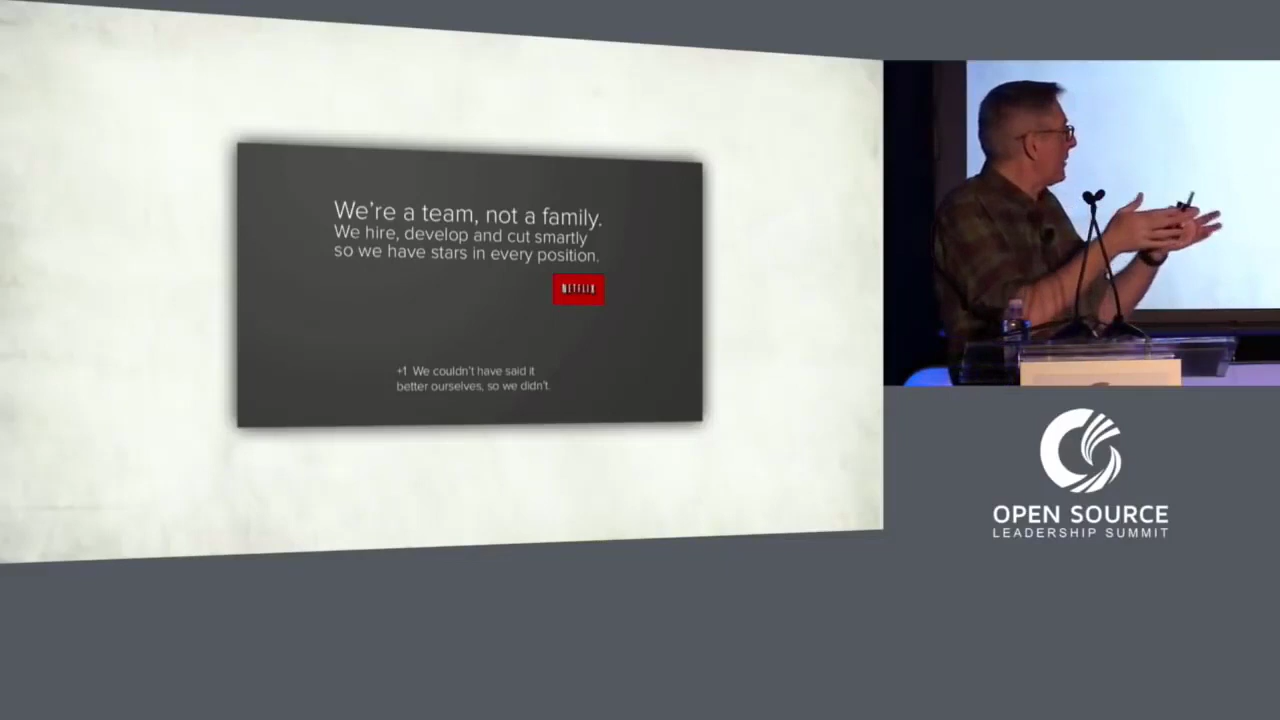 We're a team, not a family.
We hire, develop and cut smartly
so we have stars in every position.
NETFLIX
+1 We couldn't have said it
better ourselves, so we didn't.
OPEN SOURCE
LEADERSHIP SUMMIT